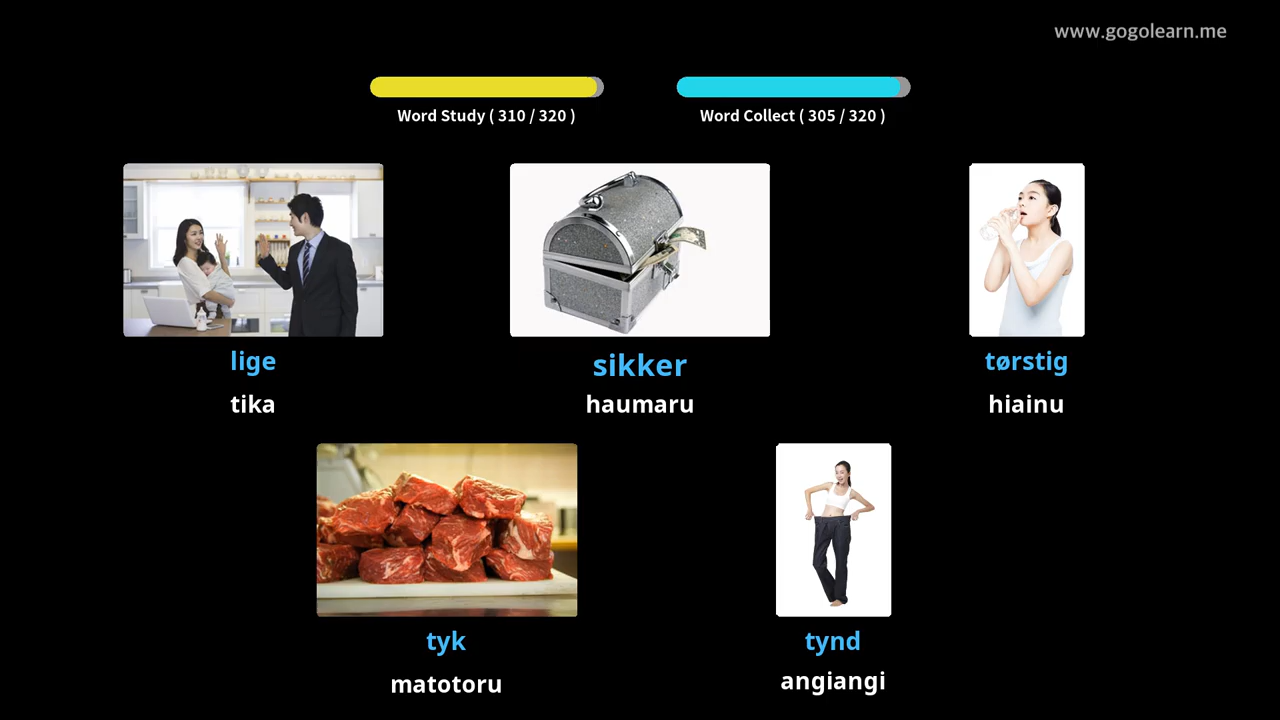 www.gogolearn.me
Word Study ( 310 / 320 )
Word Collect ( 305 / 320 )
lige
tika
sikker
haumaru
tørstig
hiainu
tyk
matotoru
tynd
angiangi